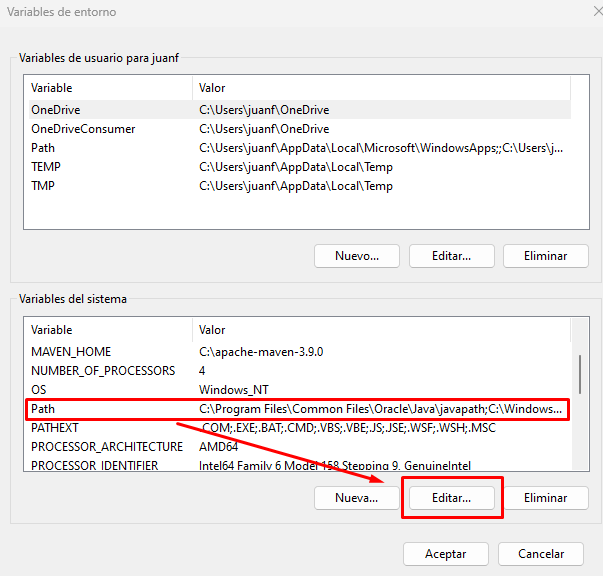 Variables de entorno
Variables de usuario para juanf
Variable Valor
OneDrive C:\Users\juanf\OneDrive
OneDriveConsumer C:\Users\juanf\OneDrive
Path C:\Users\juanf\AppData\Local\Microsoft\WindowsApps;;C:\Users\j...
TEMP C:\Users\juanf\AppData\Local\Temp
TMP C:\Users\juanf\AppData\Local\Temp
Nuevo... Editar... Eliminar
Variables del sistema
Variable Valor
MAVEN_HOME C:\apache-maven-3.9.0
NUMBER_OF_PROCESSORS 4
OS Windows_NT
Path C:\Program Files\Common Files\Oracle\Java\javapath;C:\Windows...
PATHEXT .COM;.EXE;.BAT;.CMD;.VBS;.VBE;.JS;.JSE;.WSF;.WSH;.MSC
PROCESSOR_ARCHITECTURE AMD64
PROCESSOR_IDENTIFIER Intel64 Family 6 Model 158 Stepping 9, GenuineIntel
Nueva... Editar... Eliminar
Aceptar Cancelar